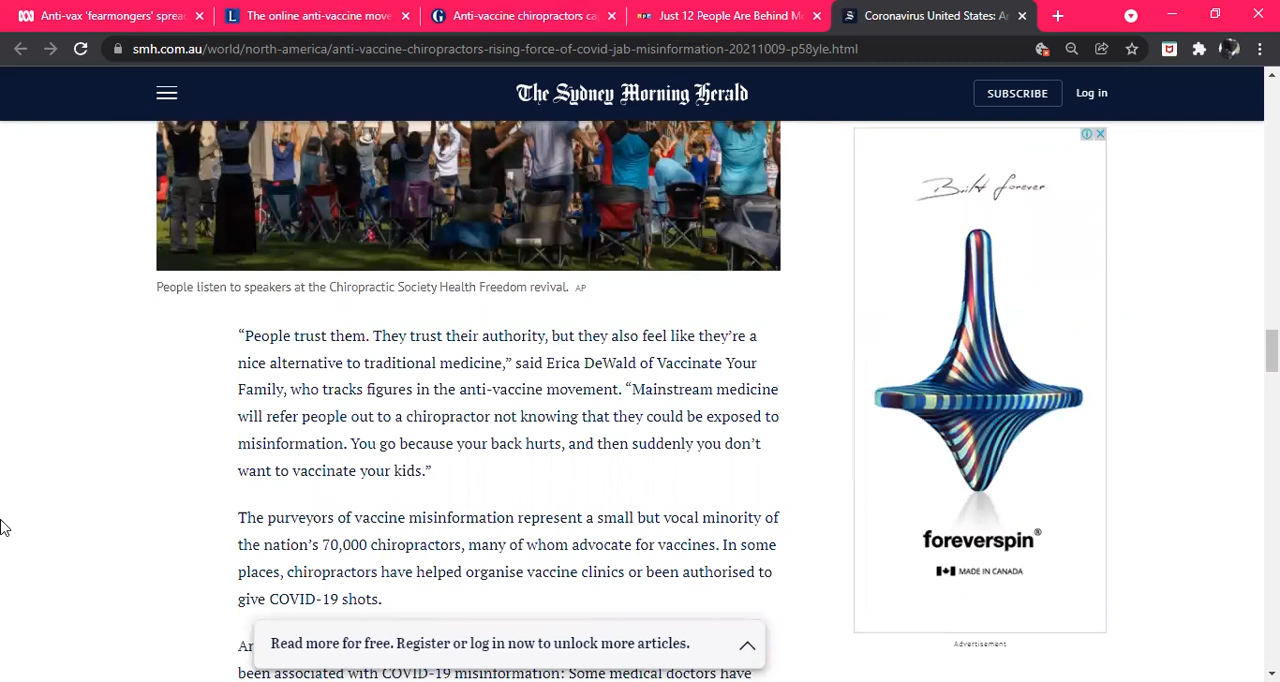 Anti-vax 'fearmongers' sprea
The online anti-vaccine move
Anti-vaccine chiropractors ca
Just 12 People Are Behind M
Coronavirus United States: A
smh.com.au/world/north-america/anti-vaccine-chiropractors-rising-force-of-covid-jab-misinformation-20211009-p58yle.html
The Sydney Morning Herald
SUBSCRIBE
Log in
People listen to speakers at the Chiropractic Society Health Freedom revival. AP
“People trust them. They trust their authority, but they also feel like they’re a
nice alternative to traditional medicine,” said Erica DeWald of Vaccinate Your
Family, who tracks figures in the anti-vaccine movement. “Mainstream medicine
will refer people out to a chiropractor not knowing that they could be exposed to
misinformation. You go because your back hurts, and then suddenly you don’t
want to vaccinate your kids.”
The purveyors of vaccine misinformation represent a small but vocal minority of
the nation’s 70,000 chiropractors, many of whom advocate for vaccines. In some
places, chiropractors have helped organise vaccine clinics or been authorised to
give COVID-19 shots.
Read more for free. Register or log in now to unlock more articles.
been associated with COVID-19 misinformation: Some medical doctors have
Built forever
foreverspin®
MADE IN CANADA
Advertisement